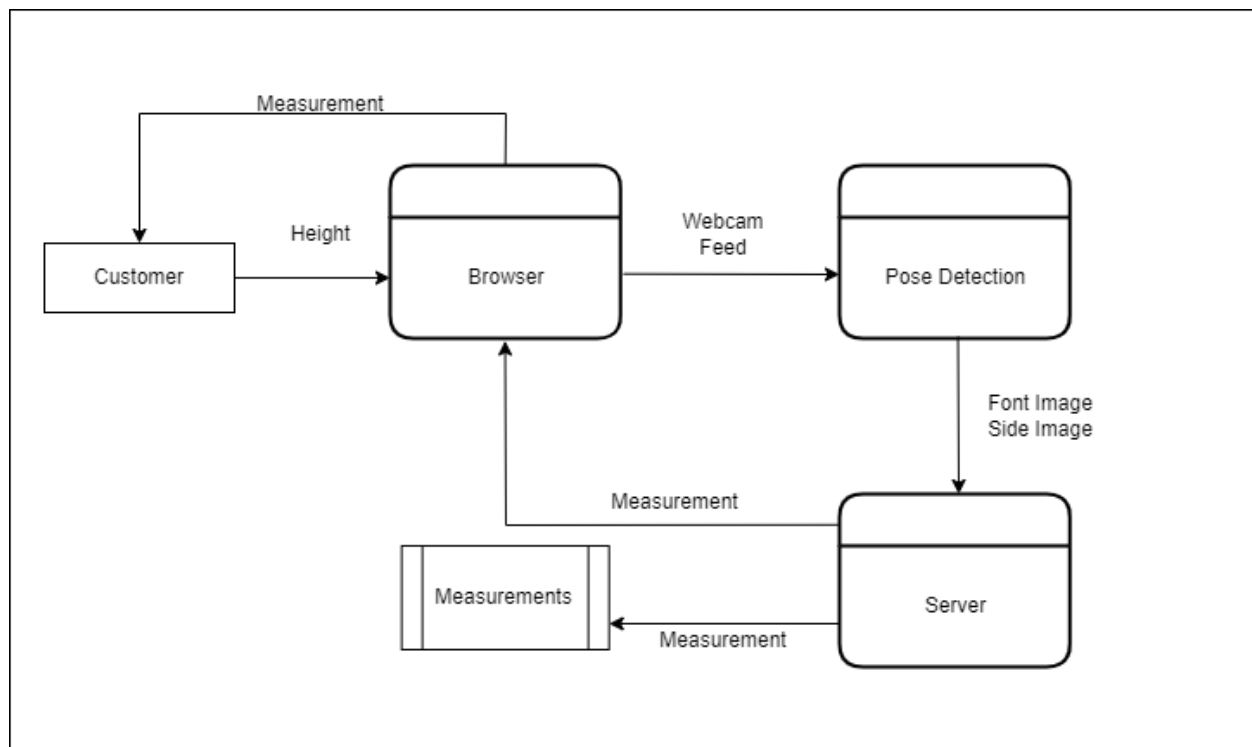 Measurement
Height
Customer
Browser
Webcam
Feed
Pose Detection
Font Image
Side Image
Measurement
Measurements
Measurement
Server